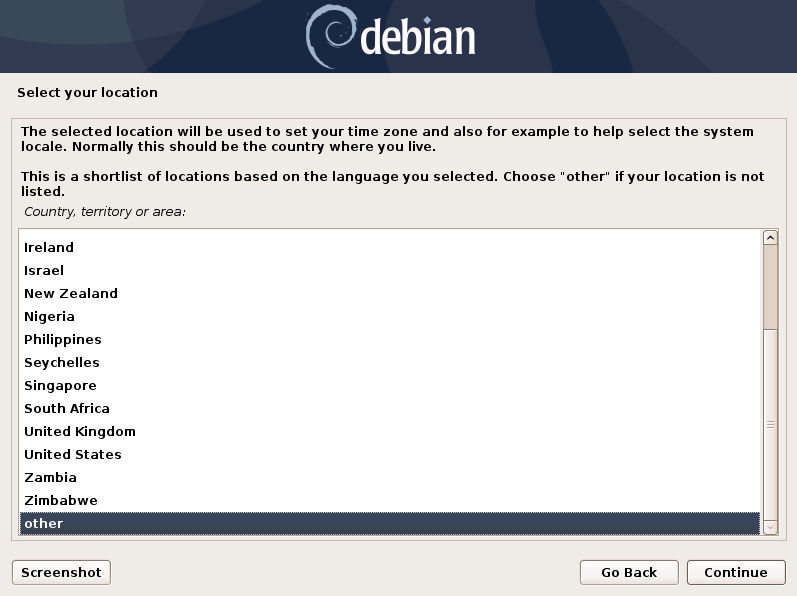 debian
Select your location
The selected location will be used to set your time zone and also for example to help select the system
locale. Normally this should be the country where you live.
This is a shortlist of locations based on the language you selected. Choose "other" if your location is not
listed.
Country, territory or area:
Ireland
Israel
New Zealand
Nigeria
Philippines
Seychelles
Singapore
South Africa
United Kingdom
United States
Zambia
Zimbabwe
other
Screenshot
Go Back
Continue